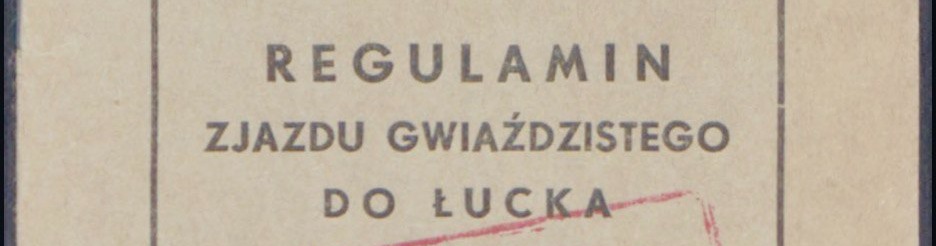 REGULAMIN
ZJAZDU GWIAŹDZISTEGO
DO ŁUCKA